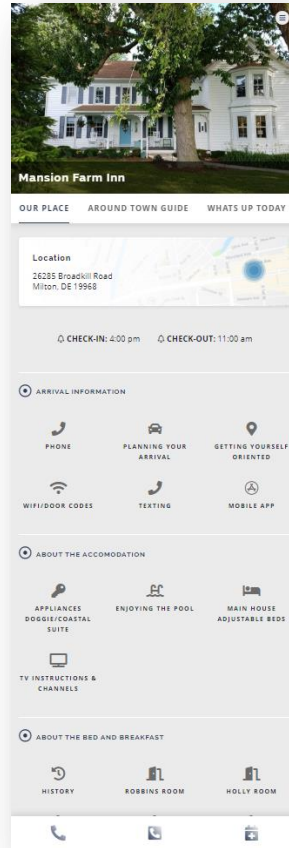 Mansion Farm Inn
OUR PLACE AROUND TOWN GUIDE WHATS UP TODAY
Location
26285 Broadkill Road
Milton, DE 19968
CHECK-IN: 4:00 pm CHECK-OUT: 11:00 am
ARRIVAL INFORMATION
PHONE
PLANNING YOUR
ARRIVAL
GETTING YOURSELF
ORIENTED
WIFI/DOOR CODES
TEXTING
MOBILE APP
ABOUT THE ACCOMODATION
APPLIANCES
DOGGIE/COASTAL
SUITE
ENJOYING THE POOL
MAIN HOUSE
ADJUSTABLE BEDS
TV INSTRUCTIONS &
CHANNELS
ABOUT THE BED AND BREAKFAST
HISTORY
ROBBINS ROOM
HOLLY ROOM